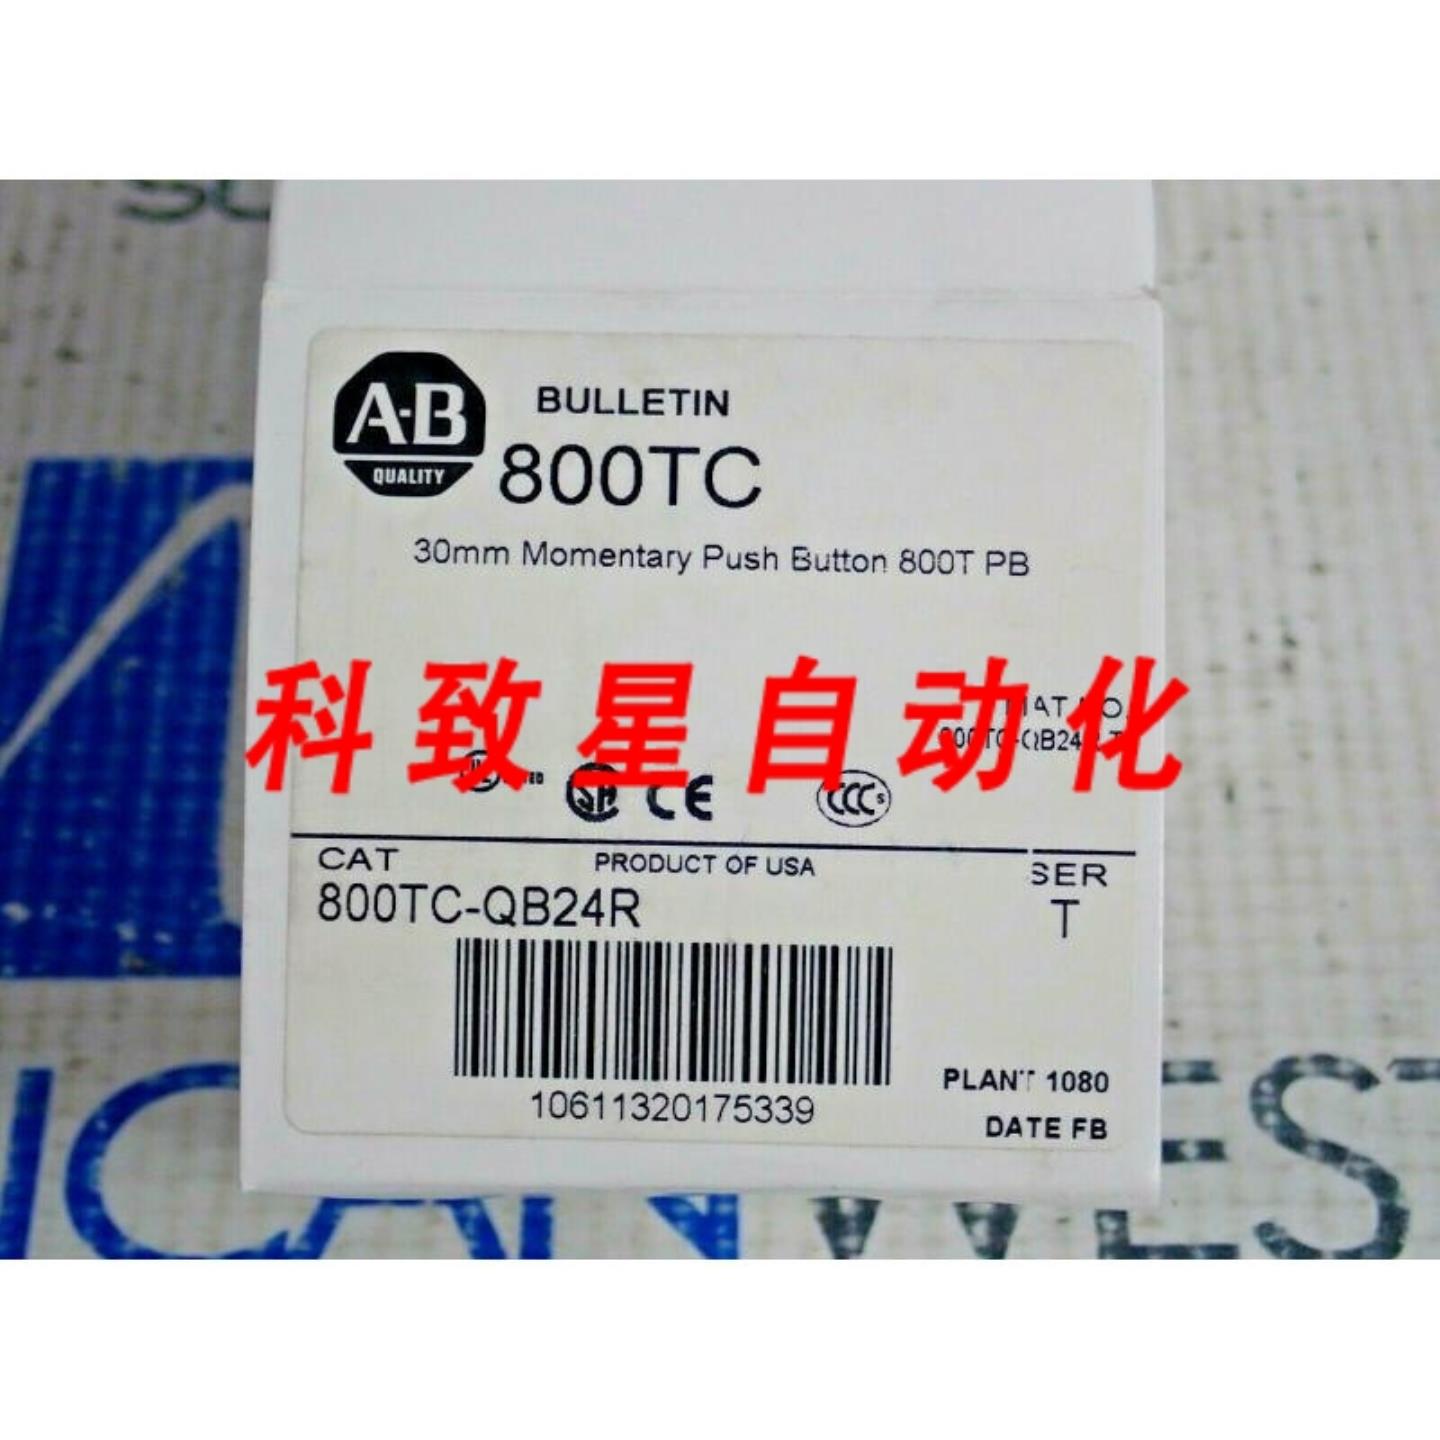 A-B
QUALITY
BULLETIN
800TC
30mm Momentary Push Button 800T PB
科致星自动化
CE
CCC S
CAT
PRODUCT OF USA
SER
800TC-QB24R
T
10611320175339
PLANT 1080
DATE FB